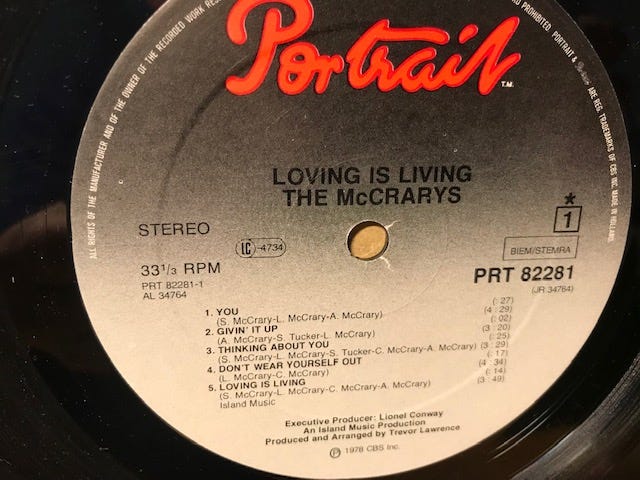 Portrait T.M.
ALL RIGHTS OF THE MANUFACTURER AND OF THE OWNER OF THE RECORDED WORK
PROHIBITED. PORTRAIT &
ARE REG. TRADEMARKS OF CBS INC. MADE IN HOLLAND.
LOVING IS LIVING
THE McCRARYS
STEREO
LC-4734
*
1
BIEM/STEMRA
33 1/3 RPM
PRT 82281-1
AL 34764
PRT 82281
(JR 34764)
(:27)
1. YOU (4:29)
(S. McCrary-L. McCrary-A. McCrary) (:02)
2. GIVIN' IT UP (3:20)
(A. McCrary-S. Tucker-L. McCrary) (:25)
3. THINKING ABOUT YOU (3:29)
(S. McCrary-L. McCrary-S. Tucker-C. McCrary-A. McCrary) (:17)
4. DON'T WEAR YOURSELF OUT (4:34)
(L. McCrary-C. McCrary) (:14)
5. LOVING IS LIVING (3:49)
(S. McCrary-L. McCrary-C. McCrary-A. McCrary)
Island Music
Executive Producer: Lionel Conway
An Island Music Production
Produced and Arranged by Trevor Lawrence
℗ 1978 CBS Inc.